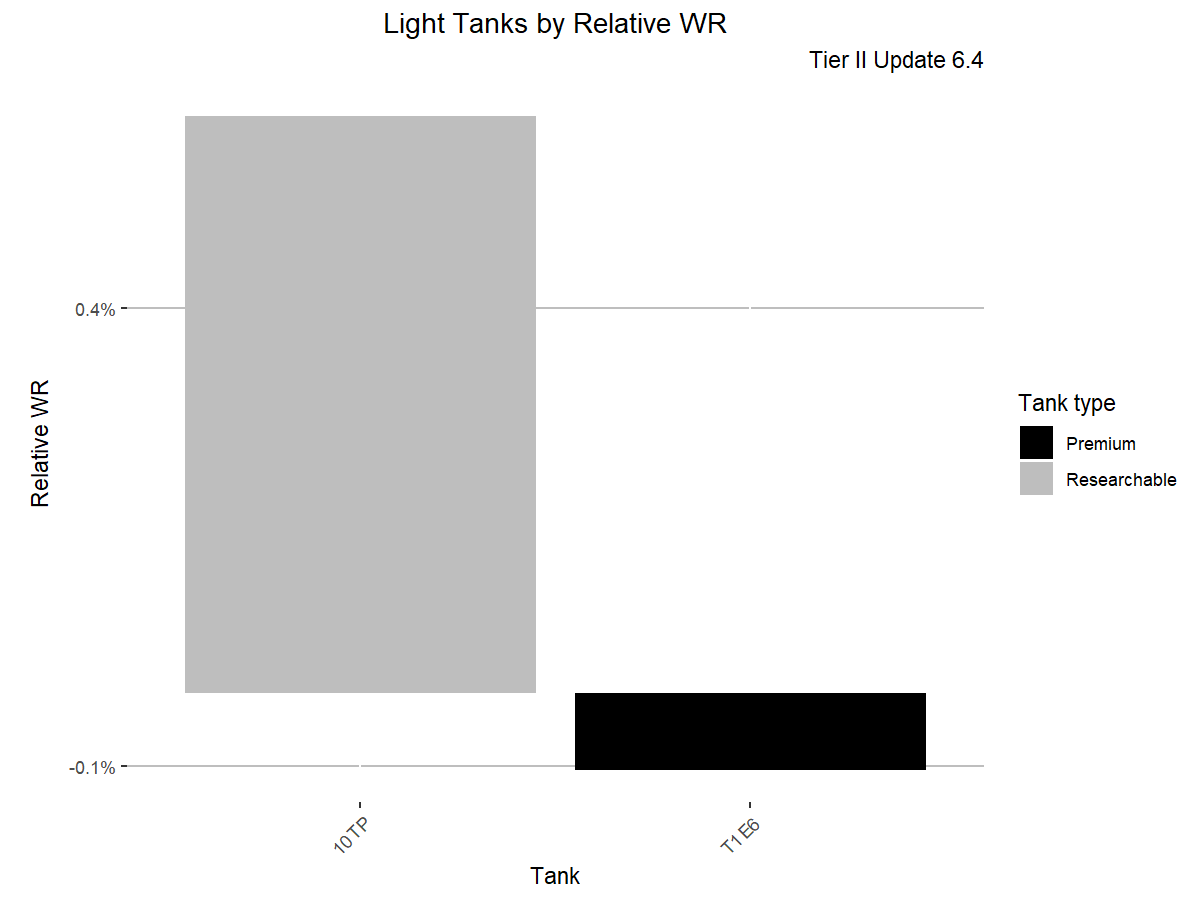 Light Tanks by Relative WR
Tier II Update 6.4
0.4%
-0.1%
Relative WR
10TP
T1E6
Tank
Tank type
Premium
Researchable